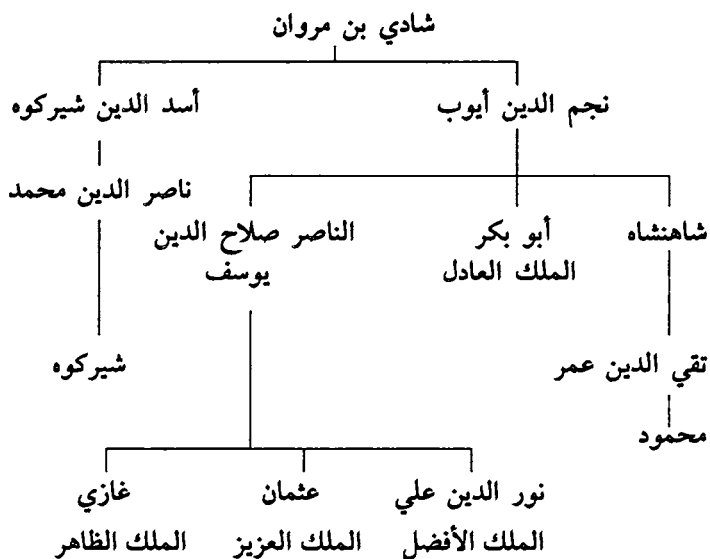 شادي بن مروان
نجم الدين أيوب
أسد الدين شيركوه
ناصر الدين محمد
شاهنشاه
أبو بكر
الملك العادل
الناصر صلاح الدين
يوسف
تقي الدين عمر
شيركوه
محمود
نور الدين علي
الملك الأفضل
عثمان
الملك العزيز
غازي
الملك الظاهر